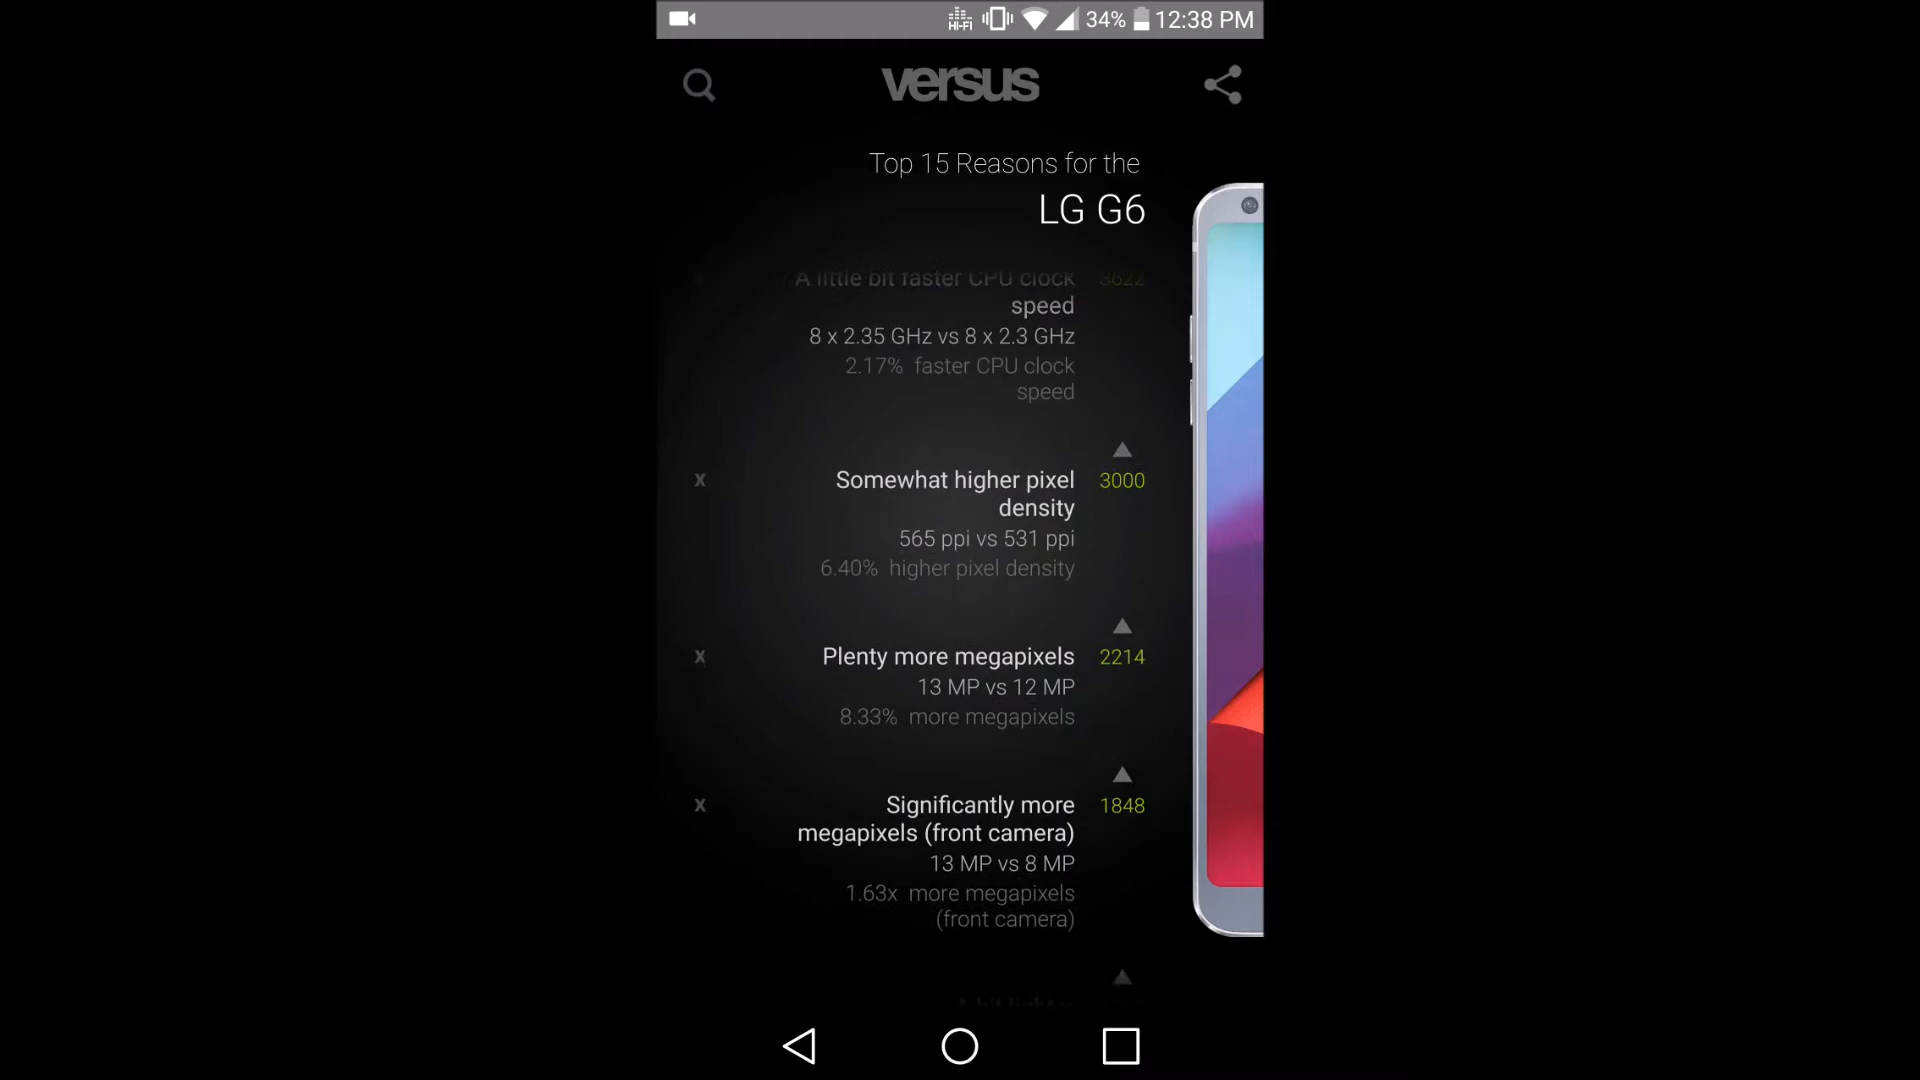 HI-FI 34% 12:38 PM
versus
Top 15 Reasons for the
LG G6
A little bit faster CPU clock 3622
speed
8 x 2.35 GHz vs 8 x 2.3 GHz
2.17% faster CPU clock
speed
x Somewhat higher pixel 3000
density
565 ppi vs 531 ppi
6.40% higher pixel density
x Plenty more megapixels 2214
13 MP vs 12 MP
8.33% more megapixels
x Significantly more 1848
megapixels (front camera)
13 MP vs 8 MP
1.63x more megapixels
(front camera)